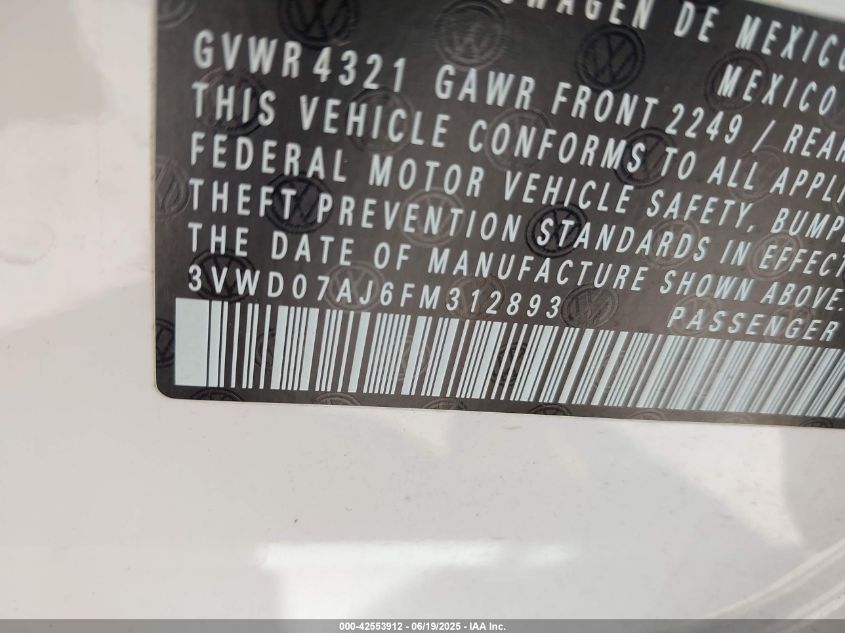 WAGEN DE MEXICO
MEXICO
GVWR 4321 GAWR FRONT 2249 / REAR
THIS VEHICLE CONFORMS TO ALL APPLI
FEDERAL MOTOR VEHICLE SAFETY, BUMPE
THEFT PREVENTION STANDARDS IN EFFECT
THE DATE OF MANUFACTURE SHOWN ABOVE.
3VWD07AJ6FM312893 PASSENGER
000-42553912 - 06/19/2025 - IAA Inc.